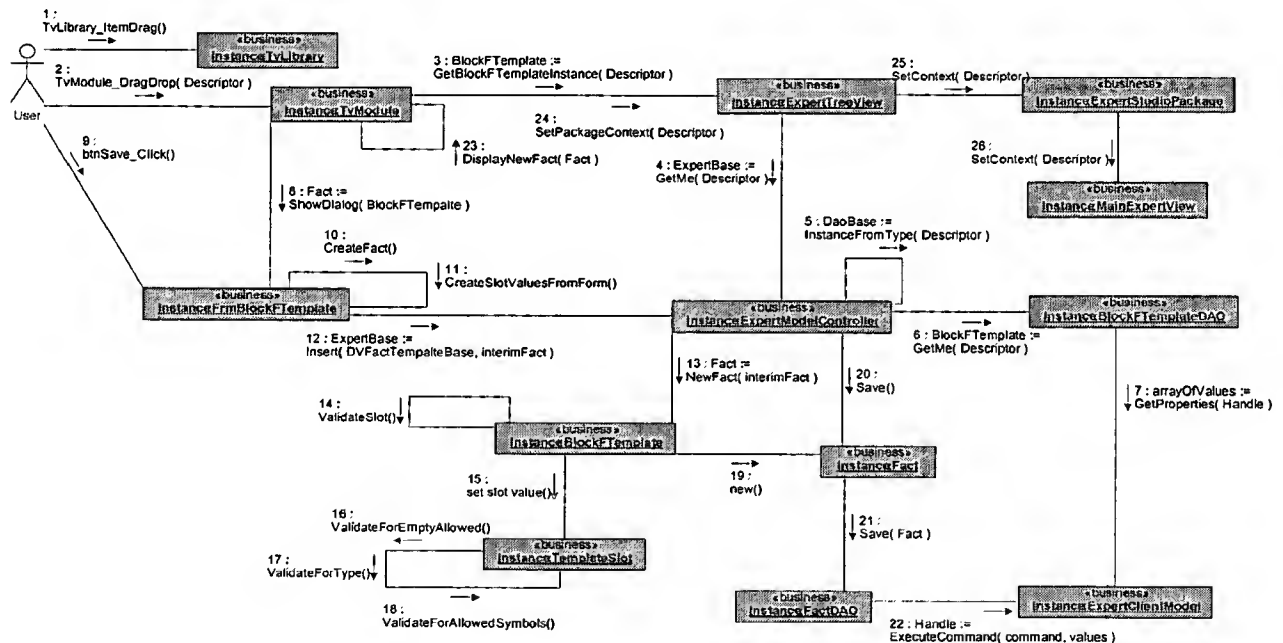 1 :
TvLibrary_ItemDrag()
«business»
InstanceTvLibrary
2 :
TvModule_DragDrop( Descriptor )
User
3 : BlockFTemplate :=
GetBlockFTemplateInstance( Descriptor )
25 :
SetContext( Descriptor )
«business»
InstanceTvModule
«business»
InstanceExpertTreeView
«business»
InstanceExpertStudioPackage
24 :
SetPackageContext( Descriptor )
9 :
btnSave_Click()
23 :
DisplayNewFact( Fact )
4 : ExpertBase :=
GetMe( Descriptor )
26 :
SetContext( Descriptor )
8 : Fact :=
ShowDialog( BlockFTempalte )
«business»
InstanceMainExpertView
10 :
CreateFact()
5 : DaoBase :=
InstanceFromType( Descriptor )
11 :
CreateSlotValuesFromForm()
«business»
InstanceFrmBlockFTemplate
«business»
InstanceExpertModelController
«business»
InstanceBlockFTemplateDAO
12 : ExpertBase :=
Insert( DVFactTempalteBase, interimFact )
6 : BlockFTemplate :=
GetMe( Descriptor )
13 : Fact :=
NewFact( interimFact )
20 :
Save()
7 : arrayOfValues :=
GetProperties( Handle )
14 :
ValidateSlot()
«business»
InstanceBlockFTemplate
«business»
InstanceFact
15 :
set slot value()
19 :
new()
16 :
ValidateForEmptyAllowed()
17 :
ValidateForType()
«business»
InstanceTemplateSlot
21 :
Save( Fact )
18 :
ValidateForAllowedSymbols()
«business»
InstanceFactDAO
«business»
InstanceExpertClientModel
22 : Handle :=
ExecuteCommand( command, values )